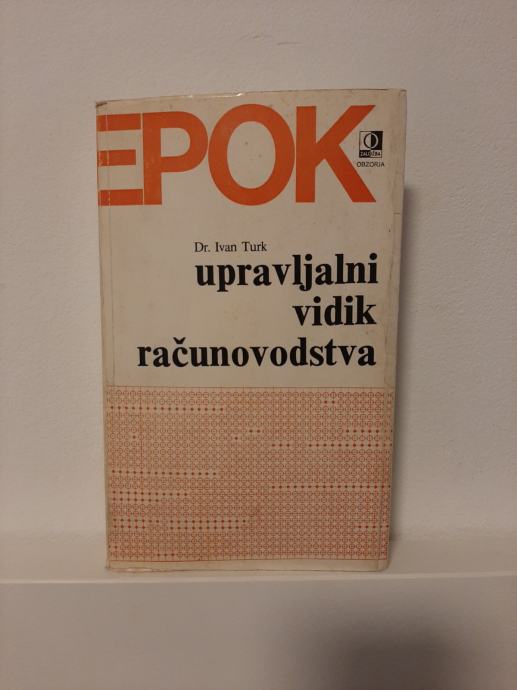 EPOK
ZALOŽBA
OBZORJA
Dr. Ivan Turk
upravljalni
vidik
računovodstva